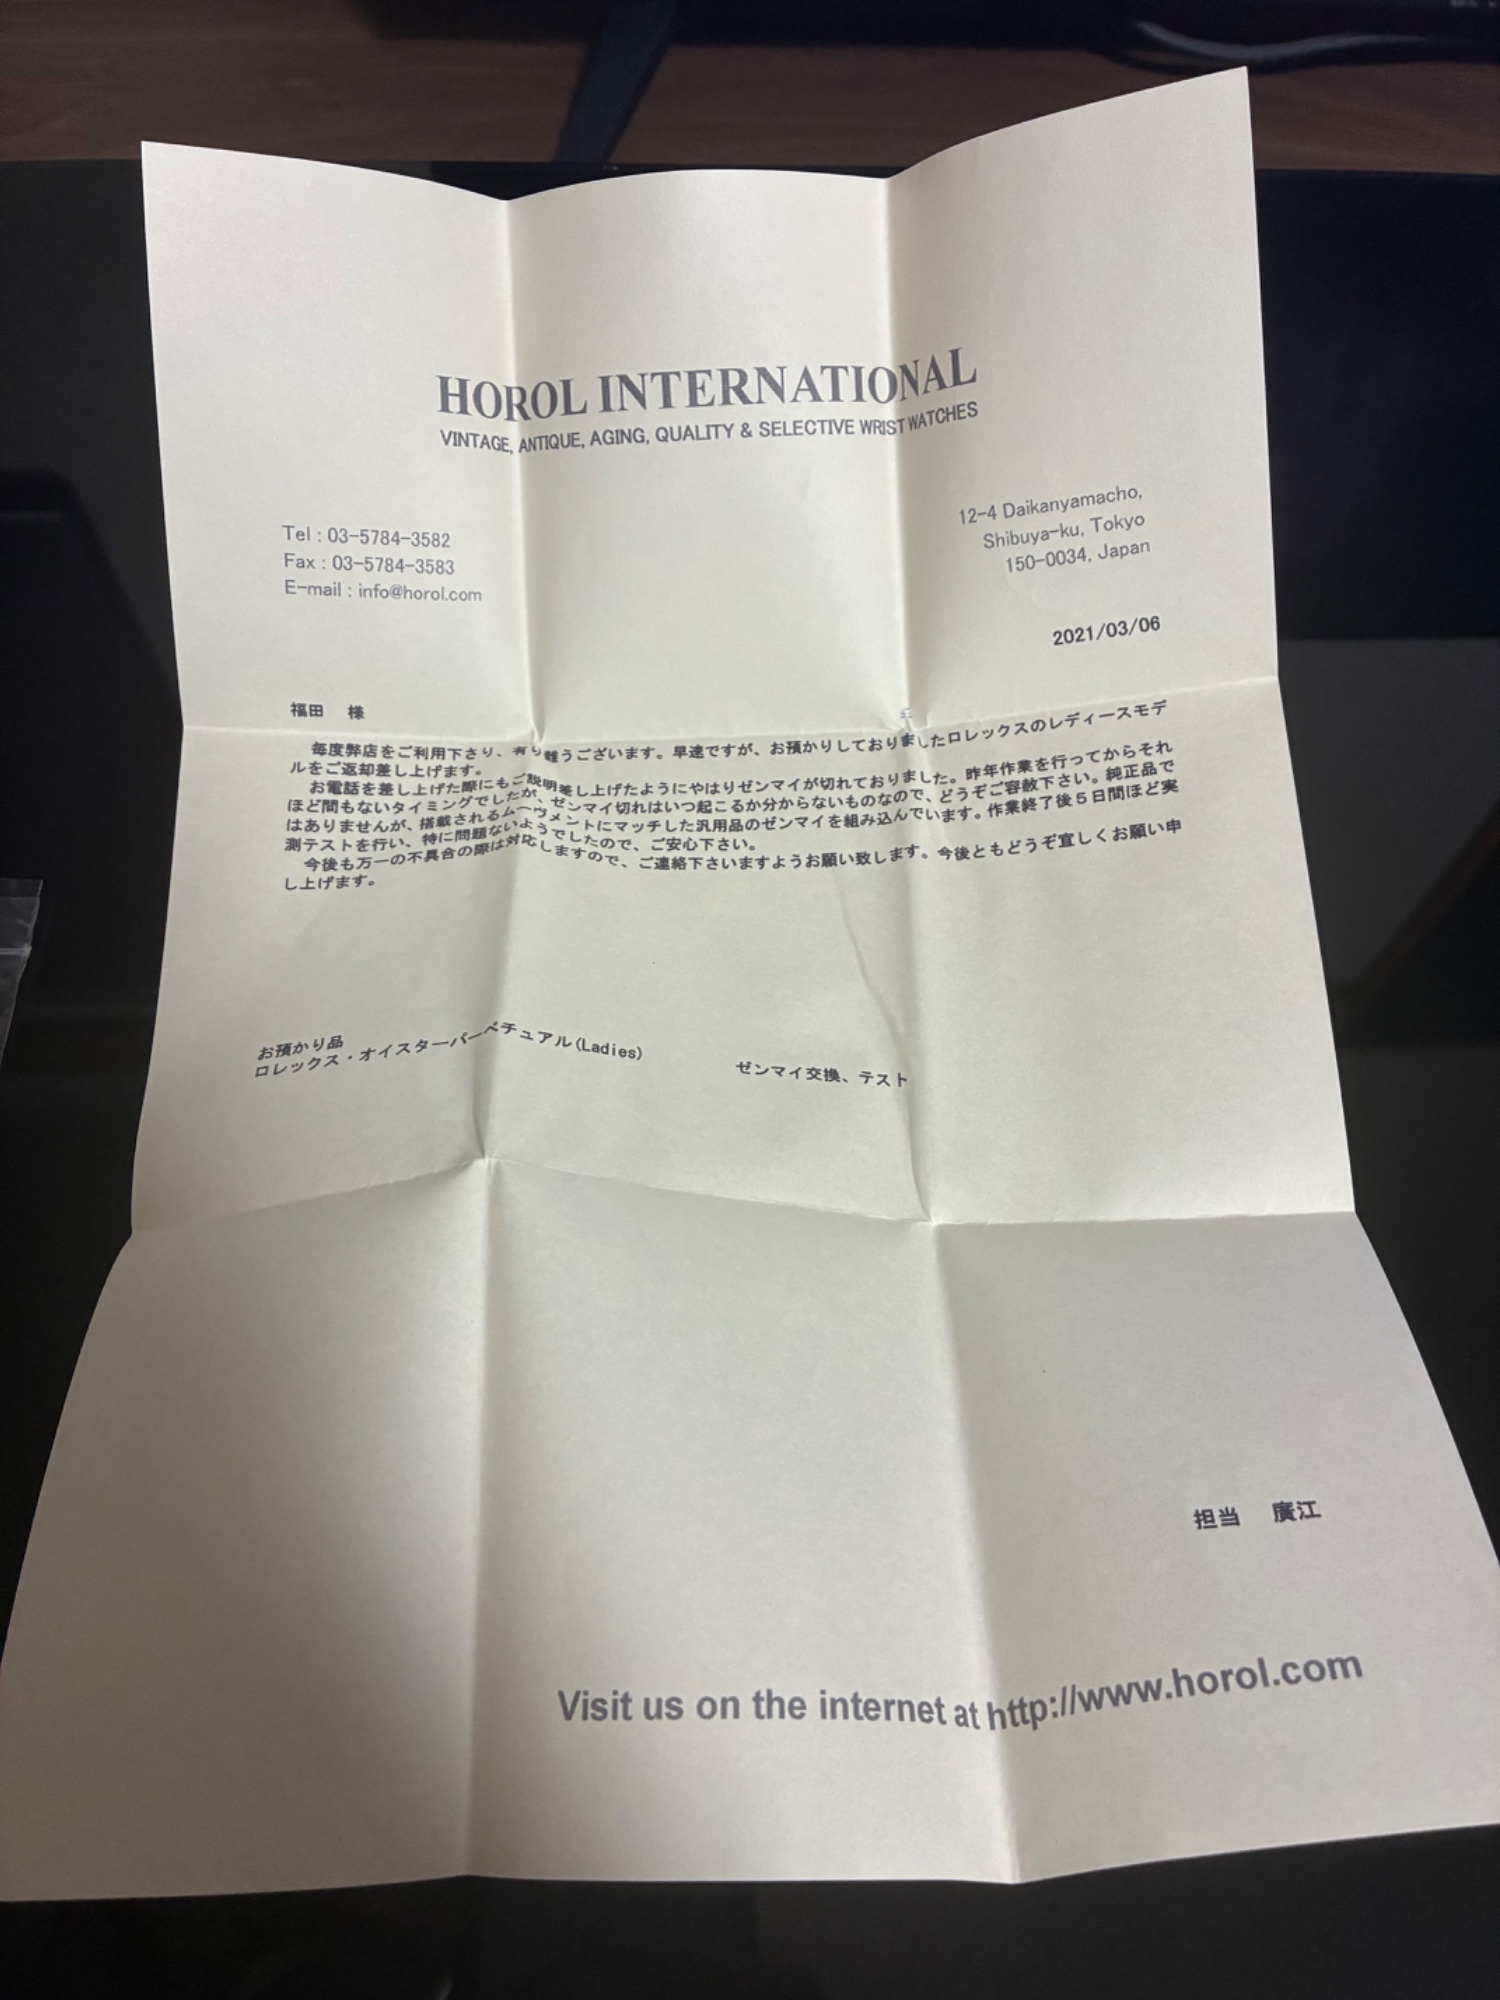 HOROL INTERNATIONAL
VINTAGE, ANTIQUE, AGING, QUALITY & SELECTIVE WRIST WATCHES
Tel : 03-5784-3582
Fax : 03-5784-3583
E-mail : info@horol.com
12-4 Daikanyamacho,
Shibuya-ku, Tokyo
150-0034, Japan
2021/03/06
福田　様
毎度弊店をご利用下さり、有り難うございます。早速ですが、お預かりしておりましたロレックスのレディースモデ
ルをご返却差し上げます。
お電話を差し上げた際にもご説明差し上げたようにやはりゼンマイが切れておりました。昨年作業を行ってからそれ
ほど間もないタイミングでしたが、ゼンマイ切れはいつ起こるか分からないものなので、どうぞご容赦下さい。純正品で
はありませんが、搭載されるムーヴメントにマッチした汎用品のゼンマイを組み込んでいます。作業終了後５日間ほど実
測テストを行い、特に問題ないようでしたので、ご安心下さい。
今後も万一の不具合の際は対応しますので、ご連絡下さいますようお願い致します。今後ともどうぞ宜しくお願い申
し上げます。
お預かり品
ロレックス・オイスターパーペチュアル(Ladies)
ゼンマイ交換、テスト
担当　廣江
Visit us on the internet at http://www.horol.com